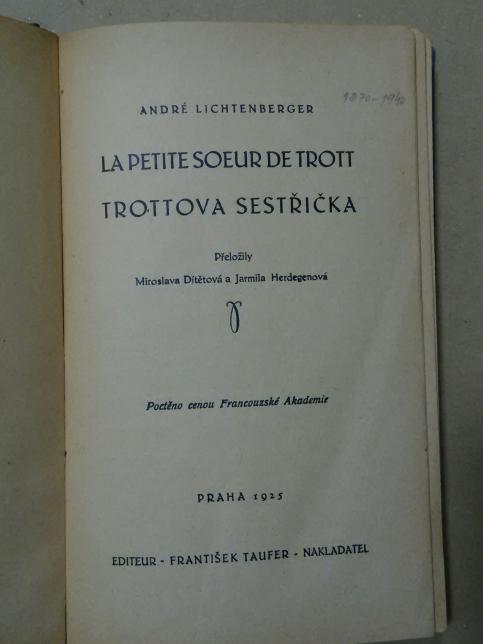 1870-1940
ANDRÉ LICHTENBERGER
LA PETITE SOEUR DE TROTT
TROTTOVA SESTŘIČKA
Přeložily
Miroslava Dítětová a Jarmila Herdegenová
Poctěno cenou Francouzské Akademie
PRAHA 1925
EDITEUR - FRANTIŠEK TAUFER - NAKLADATEL